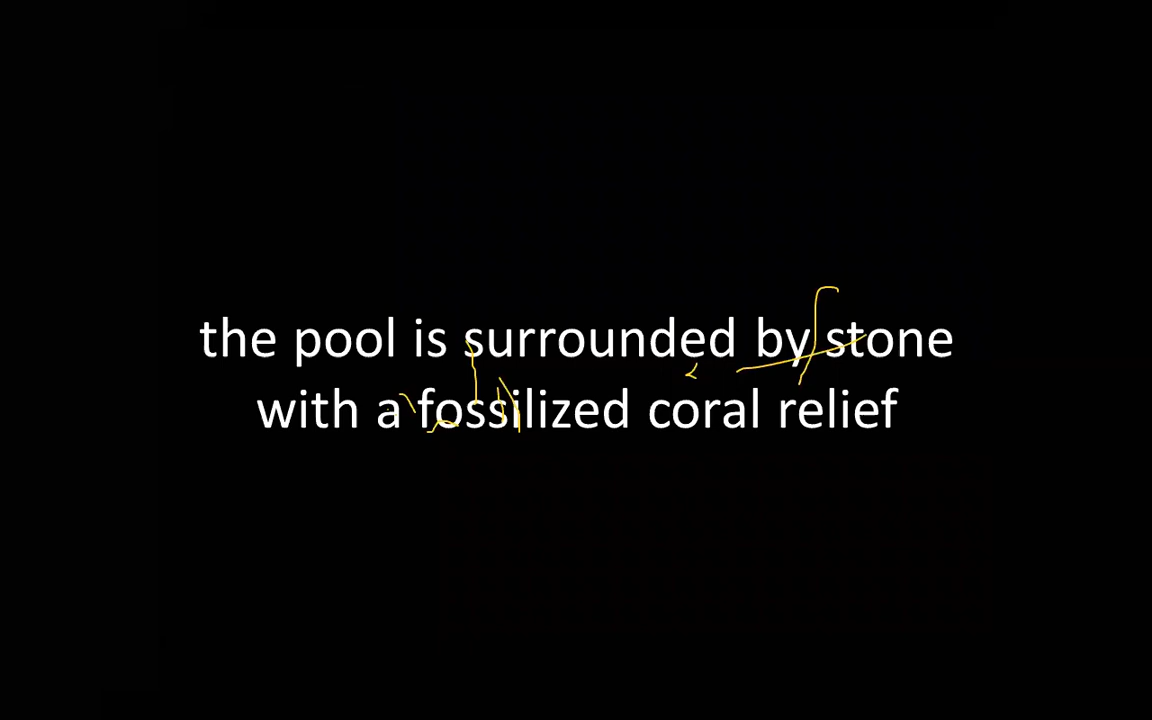 the pool is surrounded by stone
with a fossilized coral relief